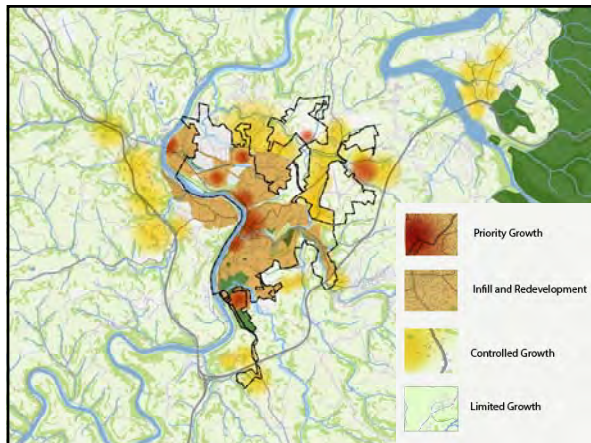 Priority Growth
Infill and Redevelopment
Controlled Growth
Limited Growth